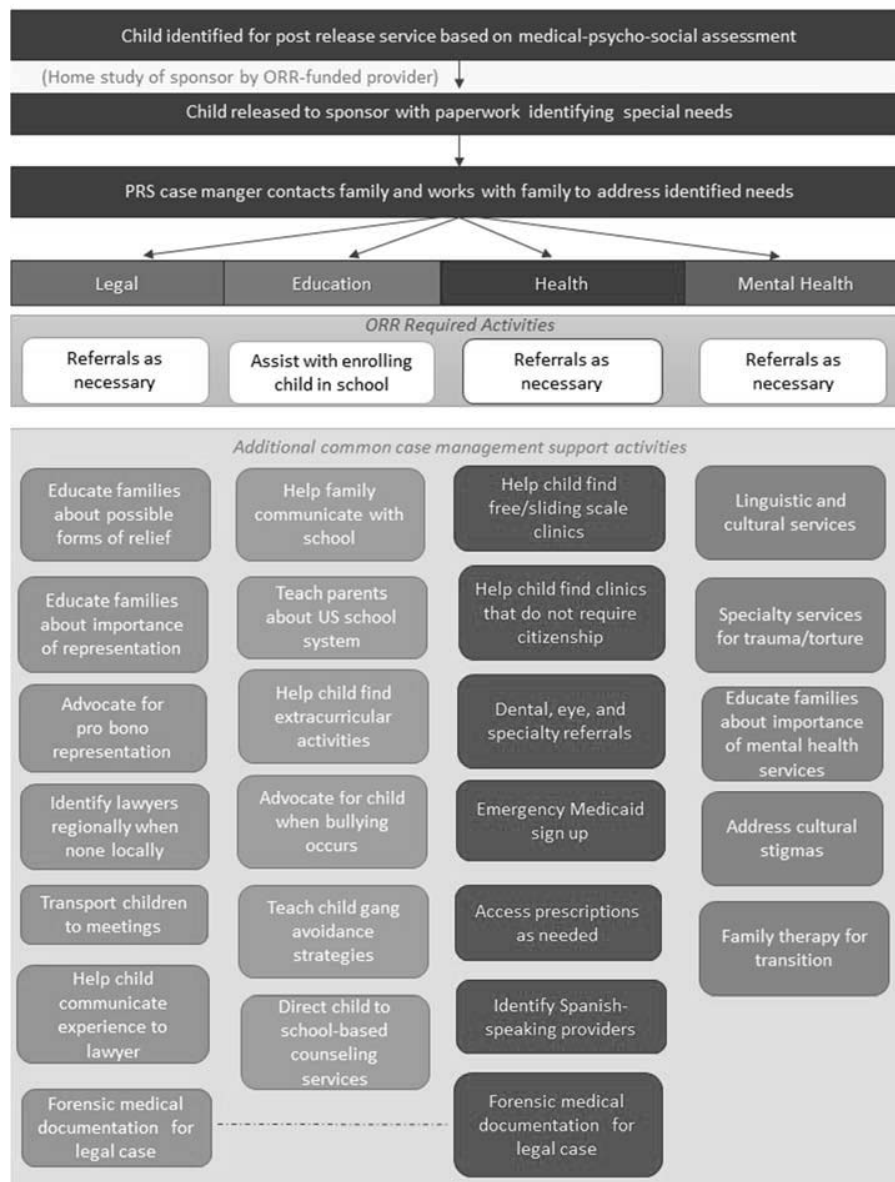 Child identified for post release service based on medical-psycho-social assessment
(Home study of sponsor by ORR-funded provider)
Child released to sponsor with paperwork identifying special needs
PRS case manger contacts family and works with family to address identified needs
Legal
Education
Health
Mental Health
ORR Required Activities
Referrals as
necessary
Assist with enrolling
child in school
Referrals as
necessary
Referrals as
necessary
Additional common case management support activities
Educate families
about possible
forms of relief
Educate families
about importance
of representation
Advocate for
pro bono
representation
Identify lawyers
regionally when
none locally
Transport children
to meetings
Help child
communicate
experience to
lawyer
Forensic medical
documentation for
legal case
Help family
communicate with
school
Teach parents
about US school
system
Help child find
extracurricular
activities
Advocate for child
when bullying
occurs
Teach child gang
avoidance
strategies
Direct child to
school-based
counseling
services
Help child find
free/sliding scale
clinics
Help child find clinics
that do not require
citizenship
Dental, eye, and
specialty referrals
Emergency Medicaid
sign up
Access prescriptions
as needed
Identify Spanish-
speaking providers
Forensic medical
documentation for
legal case
Linguistic and
cultural services
Specialty services
for trauma/torture
Educate families
about importance
of mental health
services
Address cultural
stigmas
Family therapy for
transition